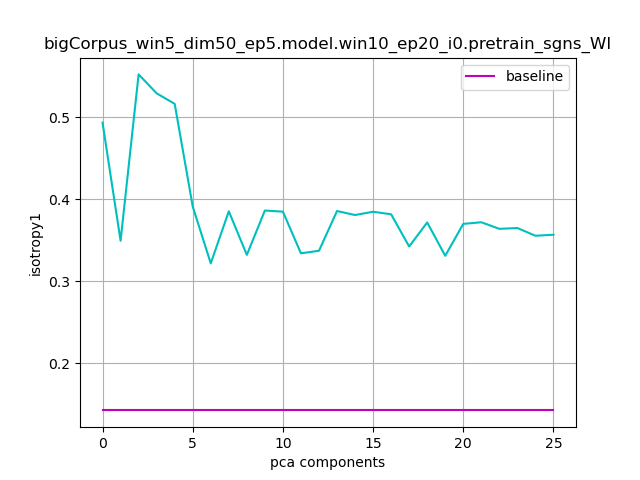 bigCorpus_win5_dim50_ep5.model.win10_ep20_i0.pretrain_sgns_WI
baseline
0.5
0.4
0.3
0.2
isotropy1
0 5 10 15 20 25
pca components